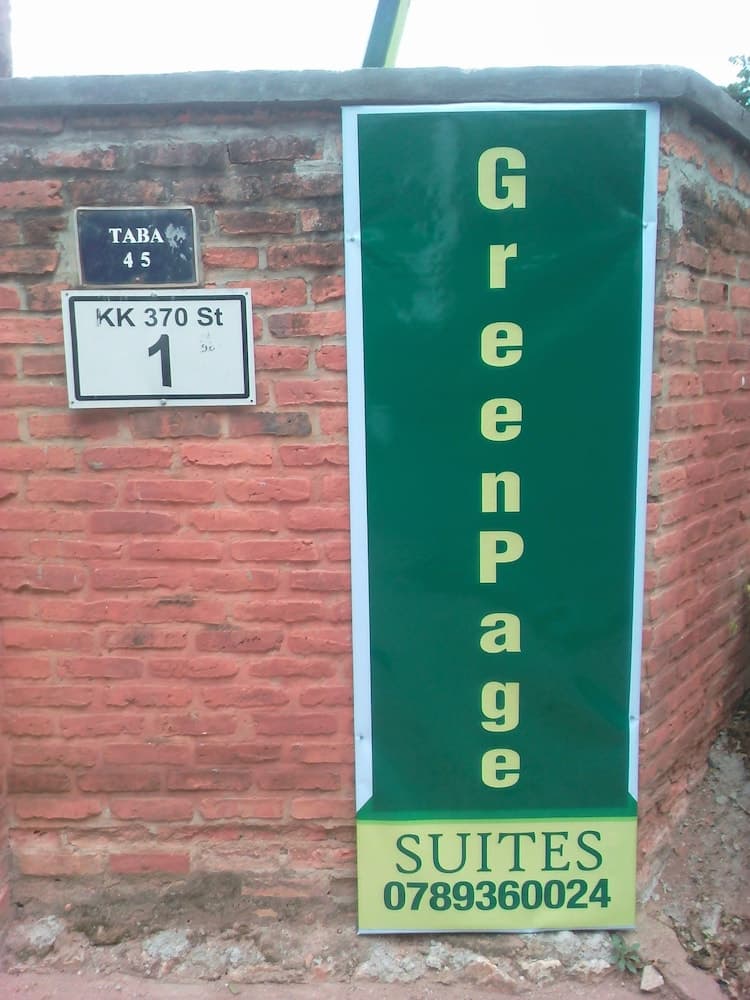 TABA
45
KK 370 St
1
GreenPage
SUITES
0789360024